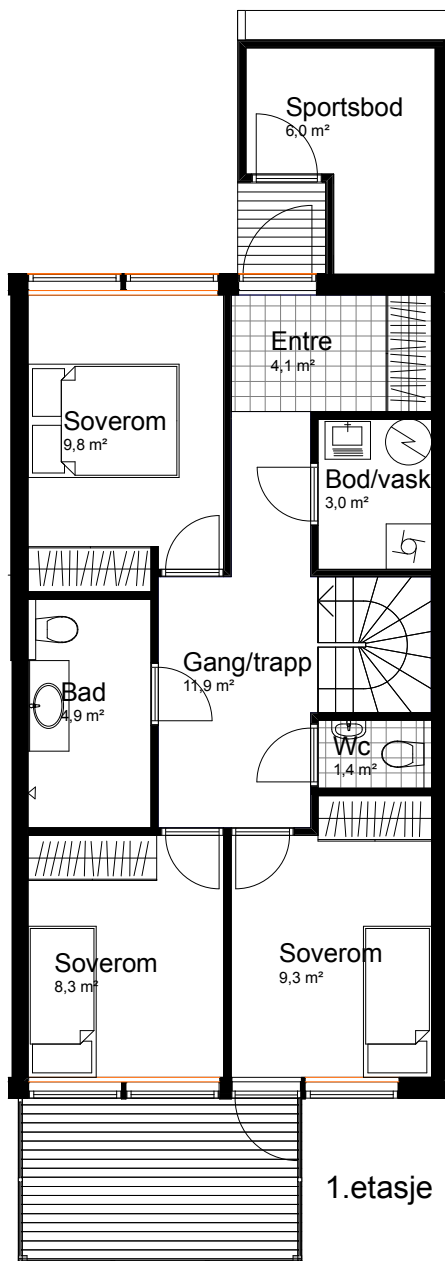 Sportsbod
6,0 m²
Entre
4,1 m²
Soverom
9,8 m²
Bod/vask
3,0 m²
Gang/trapp
11,9 m²
Bad
4,9 m²
Wc
1,4 m²
Soverom
8,3 m²
Soverom
9,3 m²
1.etasje